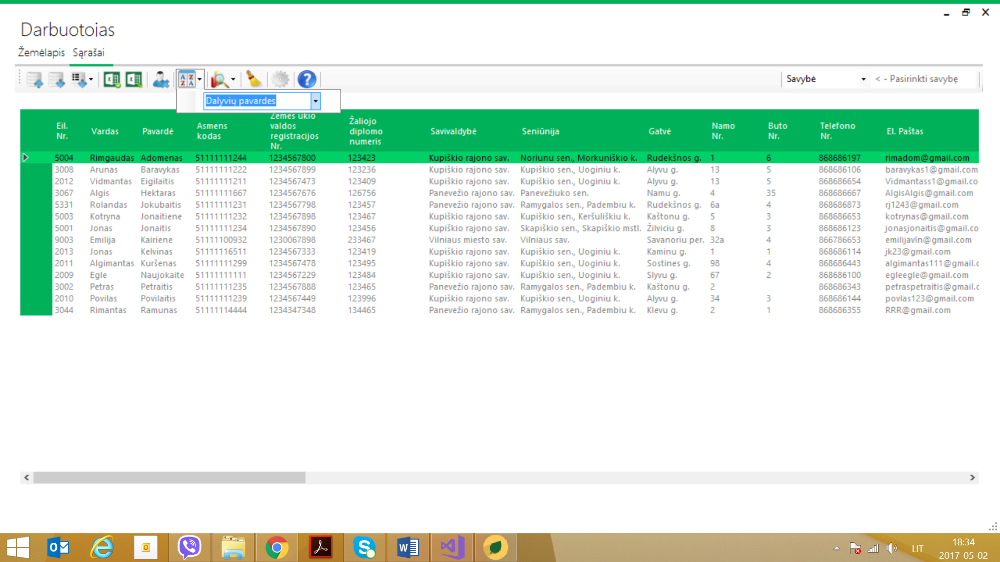 Darbuotojas
Žemėlapis Sąrašai
Savybė < - Pasirinkti savybę
Dalyvių pavardes
Eil. Nr. Vardas Pavardė Asmens kodas Žemės ūkio valdos registracijos Nr. Žaliojo diplomo numeris Savivaldybė Seniūnija Gatvė Namo Nr. Buto Nr. Telefono Nr. El. Paštas
5004 Rimgaudas Adomenas 51111111244 1234567800 123423 Kupiškio rajono sav. Noriunu sen., Morkuniškio k. Rudekšnos g. 1 6 868686197 rimadom@gmail.com
3008 Arunas Baravykas 51111111222 1234567899 123236 Kupiškio rajono sav. Kupiškio sen., Uoginiu k. Alyvu g. 13 5 868686106 baravykas1@gmail.com
2012 Vidmantas Eigilaitis 51111111211 1234567473 123409 Kupiškio rajono sav. Kupiškio sen., Uoginiu k. Alyvu g. 13 5 868686654 Vidmantass1@gmail.co
3067 Algis Hektaras 51111111667 1234567676 126756 Panevežio rajono sav. Panevežiuko sen. Namu g. 4 35 868686667 AlgisAlgis@gmail.com
5331 Rolandas Jokubaitis 51111111231 1234567798 123457 Panevežio rajono sav. Ramygalos sen., Padembiu k. Rudekšnos g. 6a 4 868686873 rj1243@gmail.com
5003 Kotryna Jonaitiene 51111111232 1234567898 123467 Kupiškio rajono sav. Kupiškio sen., Keršuliškiu k. Kaštonu g. 5 3 868686653 kotrynas@gmail.com
5001 Jonas Jonaitis 51111111234 1234567890 123456 Kupiškio rajono sav. Skapiškio sen., Skapiškio mstl. Žilviciu g. 8 3 868686123 jonasjonaitis@gmail.co
9003 Emilija Kairiene 51111100932 1230067898 233467 Vilniaus miesto sav. Vilniaus sav. Savanoriu per. 32a 4 866786653 emilijavln@gmail.com
2013 Jonas Kelvinas 51111116511 1234567333 123419 Kupiškio rajono sav. Kupiškio sen., Uoginiu k. Kaminu g. 1 1 868686114 jk23@gmail.com
2011 Algimantas Kuršenas 51111111299 1234567478 123495 Kupiškio rajono sav. Kupiškio sen., Uoginiu k. Sostines g. 98 4 868686443 algimantas111@gmail.c
2009 Egle Naujokaite 51111111111 1234567229 123484 Kupiškio rajono sav. Kupiškio sen., Uoginiu k. Slyvu g. 67 2 868686100 egleegle@gmail.com
3002 Petras Petraitis 51111111235 1234567888 123465 Panevežio rajono sav. Ramygalos sen., Padembiu k. Kaštonu g. 2 868686343 petraspetraitis@gmail.c
2010 Povilas Povilaitis 51111111239 1234567449 123996 Kupiškio rajono sav. Kupiškio sen., Uoginiu k. Alyvu g. 34 3 868686144 povlas123@gmail.com
3044 Rimantas Ramunas 51111114444 1234347348 134465 Panevežio rajono sav. Ramygalos sen., Padembiu k. Klevu g. 2 1 868686355 RRR@gmail.com
LIT 18:34
2017-05-02